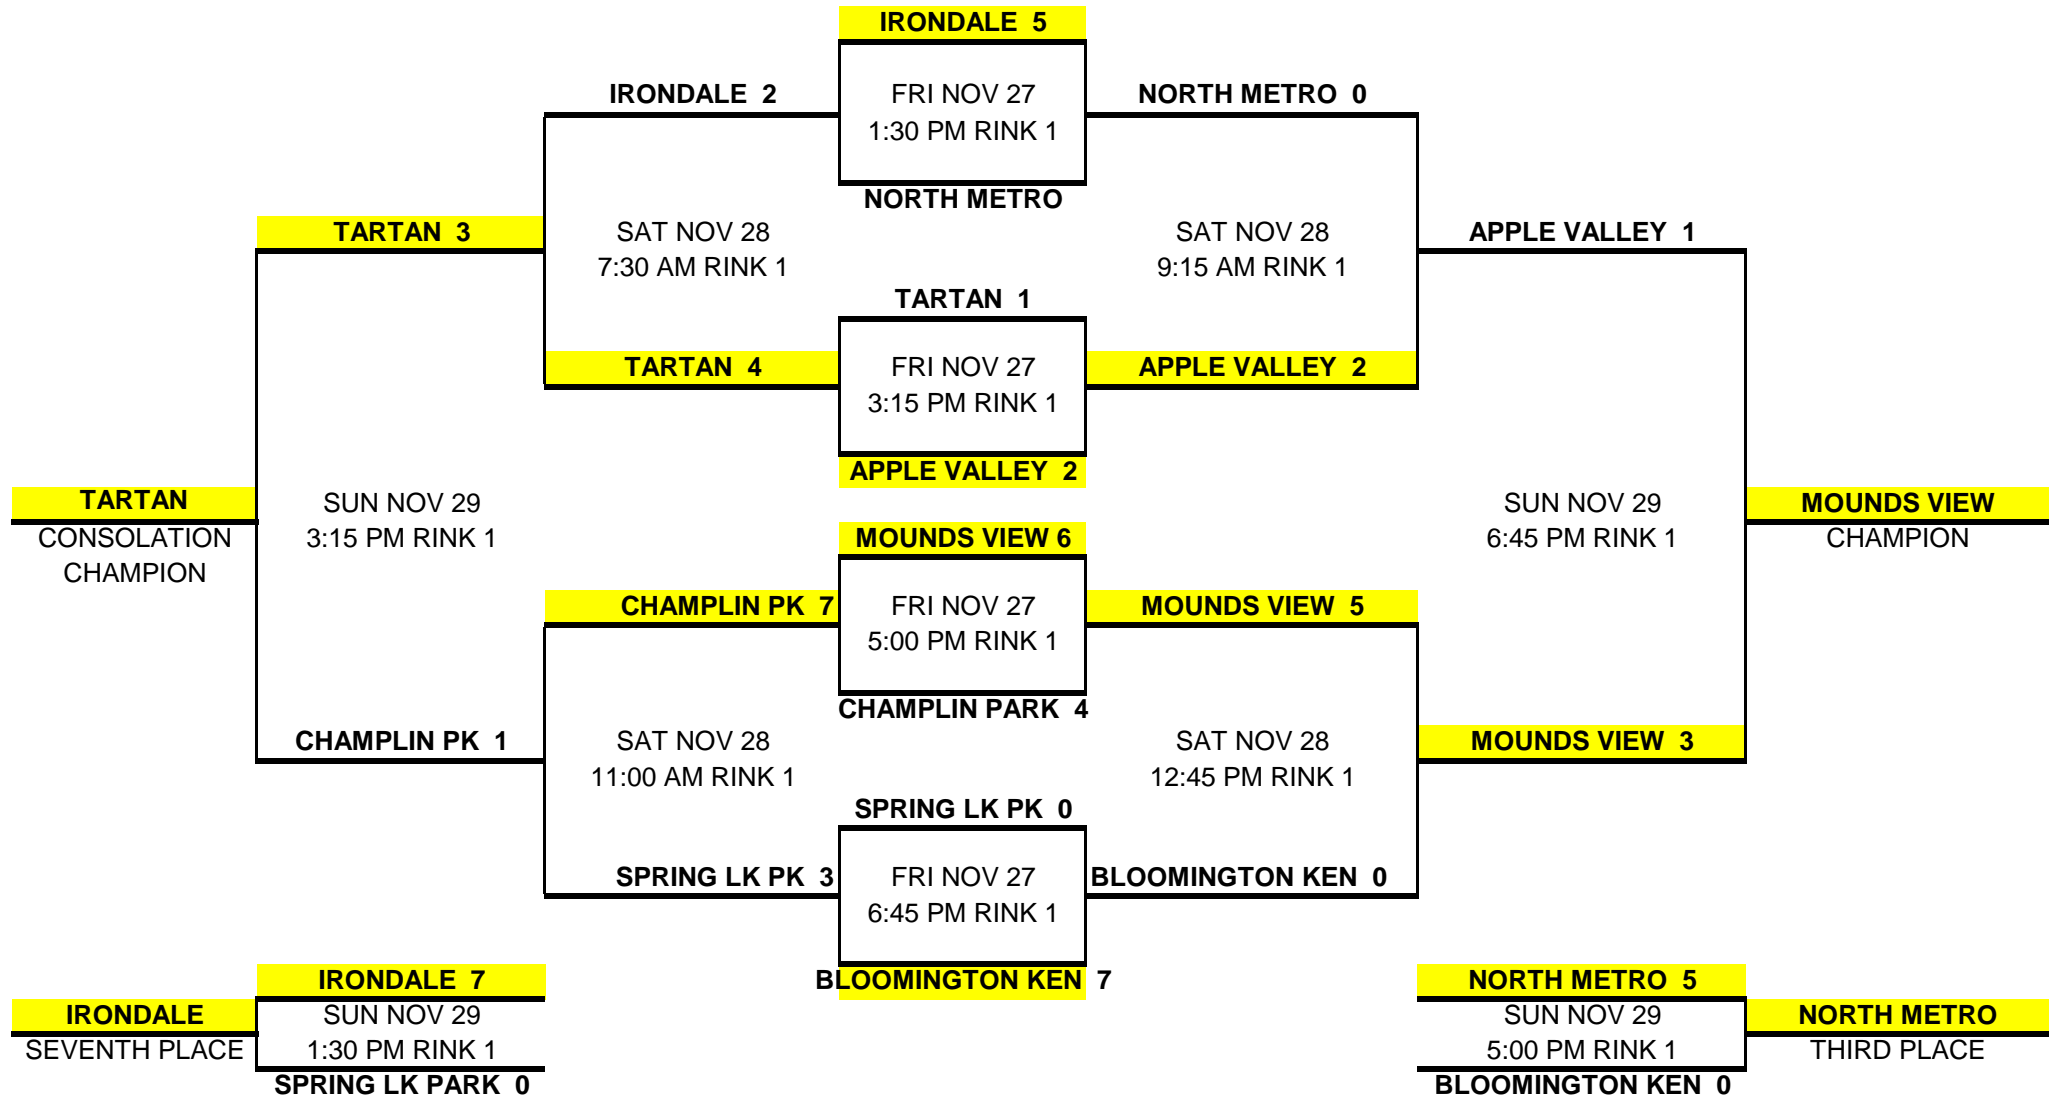 IRONDALE 5
IRONDALE 2
FRI NOV 27
1:30 PM RINK 1
NORTH METRO 0
NORTH METRO
TARTAN 3
SAT NOV 28
7:30 AM RINK 1
SAT NOV 28
9:15 AM RINK 1
APPLE VALLEY 1
TARTAN 1
TARTAN 4
FRI NOV 27
3:15 PM RINK 1
APPLE VALLEY 2
APPLE VALLEY 2
TARTAN
CONSOLATION
CHAMPION
SUN NOV 29
3:15 PM RINK 1
MOUNDS VIEW 6
SUN NOV 29
6:45 PM RINK 1
MOUNDS VIEW
CHAMPION
CHAMPLIN PK 7
FRI NOV 27
5:00 PM RINK 1
MOUNDS VIEW 5
CHAMPLIN PARK 4
CHAMPLIN PK 1
SAT NOV 28
11:00 AM RINK 1
SAT NOV 28
12:45 PM RINK 1
MOUNDS VIEW 3
SPRING LK PK 0
SPRING LK PK 3
FRI NOV 27
6:45 PM RINK 1
BLOOMINGTON KEN 0
BLOOMINGTON KEN 7
IRONDALE 7
IRONDALE
SEVENTH PLACE
SUN NOV 29
1:30 PM RINK 1
SPRING LK PARK 0
NORTH METRO 5
SUN NOV 29
5:00 PM RINK 1
BLOOMINGTON KEN 0
NORTH METRO
THIRD PLACE